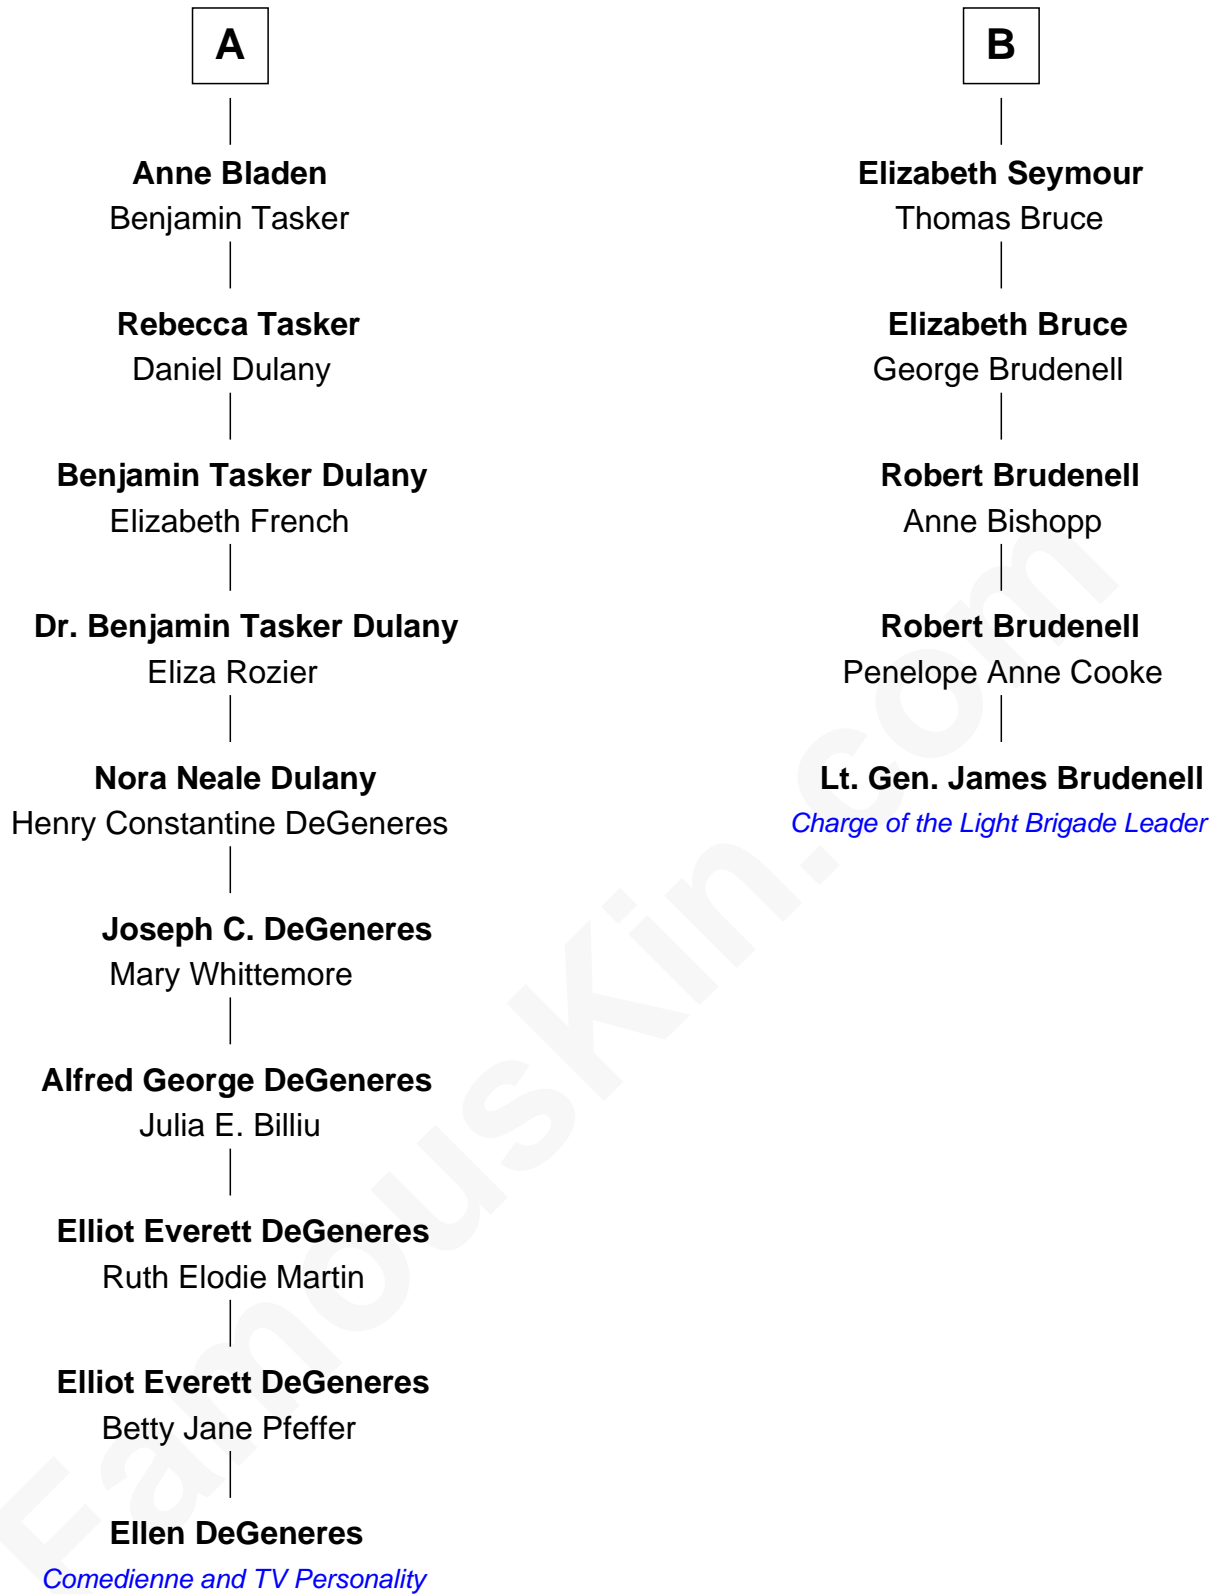 A
Anne Bladen
Benjamin Tasker
Rebecca Tasker
Daniel Dulany
Benjamin Tasker Dulany
Elizabeth French
Dr. Benjamin Tasker Dulany
Eliza Rozier
Nora Neale Dulany
Henry Constantine DeGeneres
Joseph C. DeGeneres
Mary Whittemore
Alfred George DeGeneres
Julia E. Billiu
Elliot Everett DeGeneres
Ruth Elodie Martin
Elliot Everett DeGeneres
Betty Jane Pfeffer
Ellen DeGeneres
Comedienne and TV Personality
B
Elizabeth Seymour
Thomas Bruce
Elizabeth Bruce
George Brudenell
Robert Brudenell
Anne Bishopp
Robert Brudenell
Penelope Anne Cooke
Lt. Gen. James Brudenell
Charge of the Light Brigade Leader
FamousKin.com